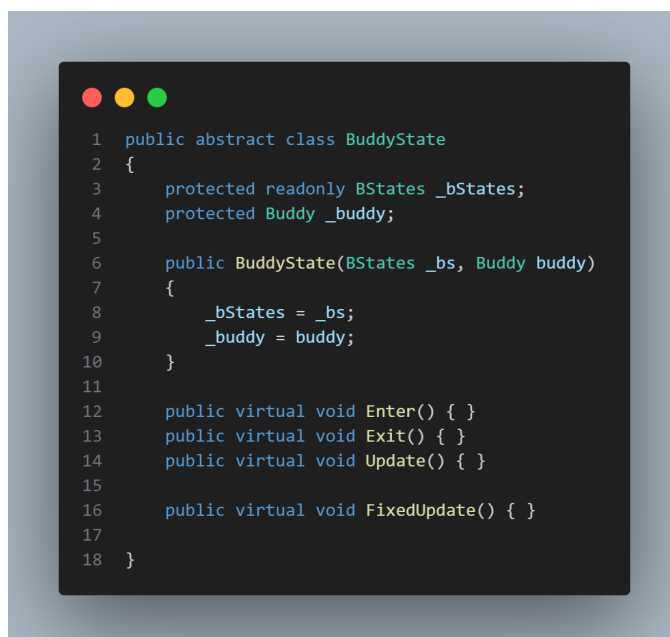 1 public abstract class BuddyState
2 {
3     protected readonly BStates _bStates;
4     protected Buddy _buddy;
5
6     public BuddyState(BStates _bs, Buddy buddy)
7     {
8         _bStates = _bs;
9         _buddy = buddy;
10     }
11
12     public virtual void Enter() { }
13     public virtual void Exit() { }
14     public virtual void Update() { }
15
16     public virtual void FixedUpdate() { }
17
18 }